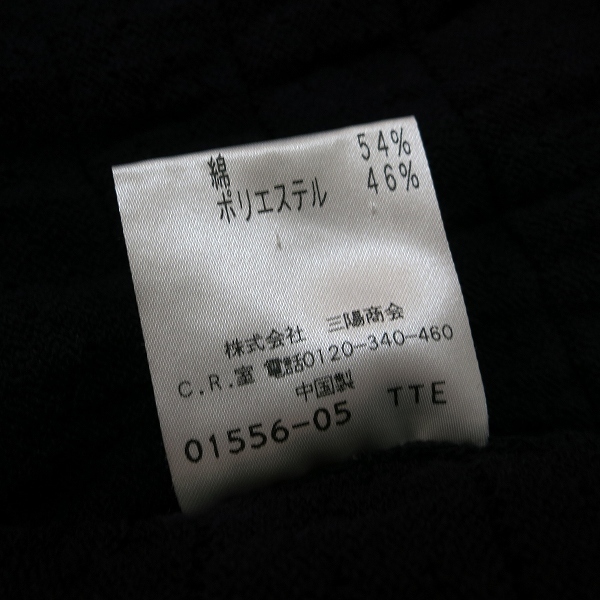 綿 54%
ポリエステル 46%
株式会社 三陽商会
C.R.室 電話0120-340-460
中国製
01556-05 TTE